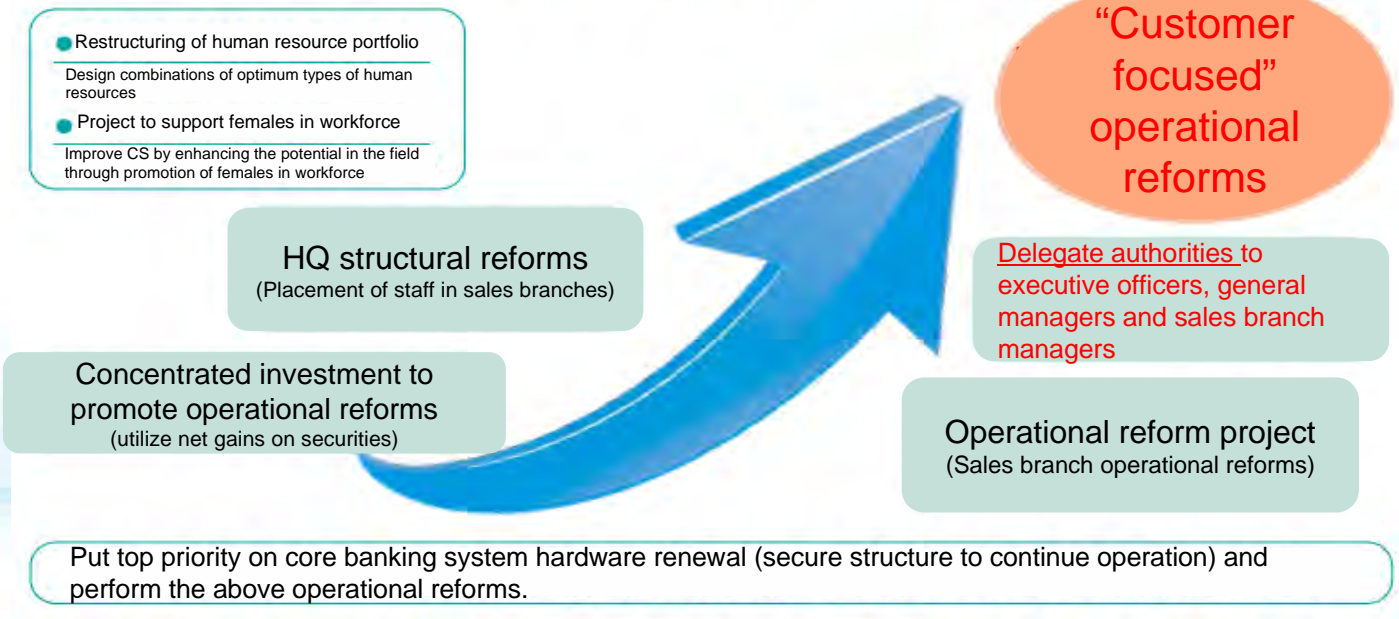 Restructuring of human resource portfolio
Design combinations of optimum types of human
resources
Project to support females in workforce
Improve CS by enhancing the potential in the field
through promotion of females in workforce
“Customer
focused”
operational
reforms
HQ structural reforms
(Placement of staff in sales branches)
Delegate authorities to
executive officers, general
managers and sales branch
managers
Concentrated investment to
promote operational reforms
(utilize net gains on securities)
Operational reform project
(Sales branch operational reforms)
Put top priority on core banking system hardware renewal (secure structure to continue operation) and
perform the above operational reforms.